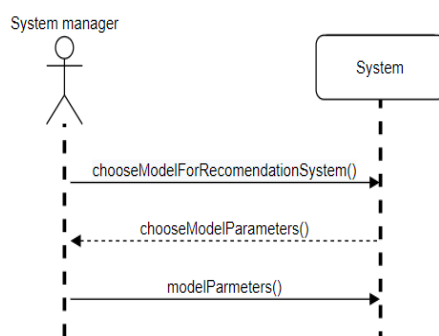 System manager
System
chooseModelForRecomendationSystem()
chooseModelParameters()
modelParmeters()